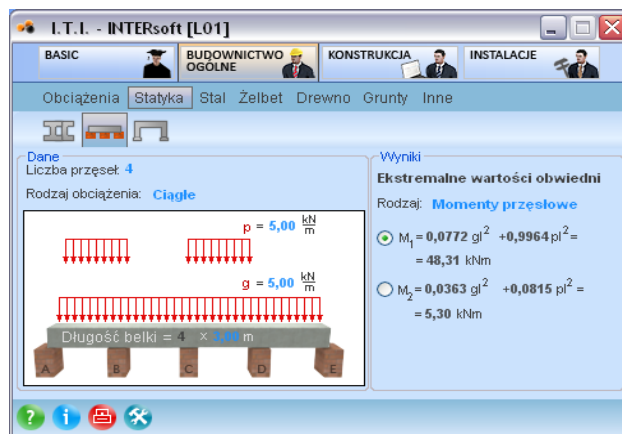 I.T.I. - INTERsoft [L01]
BASIC
BUDOWNICTWO OGÓLNE
KONSTRUKCJA
INSTALACJE
Obciążenia Statyka Stal Żelbet Drewno Grunty Inne
Dane
Liczba przęseł: 4
Rodzaj obciążenia: Ciągłe
p = 5,00 kN/m
g = 5,00 kN/m
Długość belki = 4 x 3,00 m
A B C D E
Wyniki
Ekstremalne wartości obwiedni
Rodzaj: Momenty przęsłowe
M1 = 0,0772 gl² +0,9964 pl² =
= 48,31 kNm
M2 = 0,0363 gl² +0,0815 pl² =
= 5,30 kNm